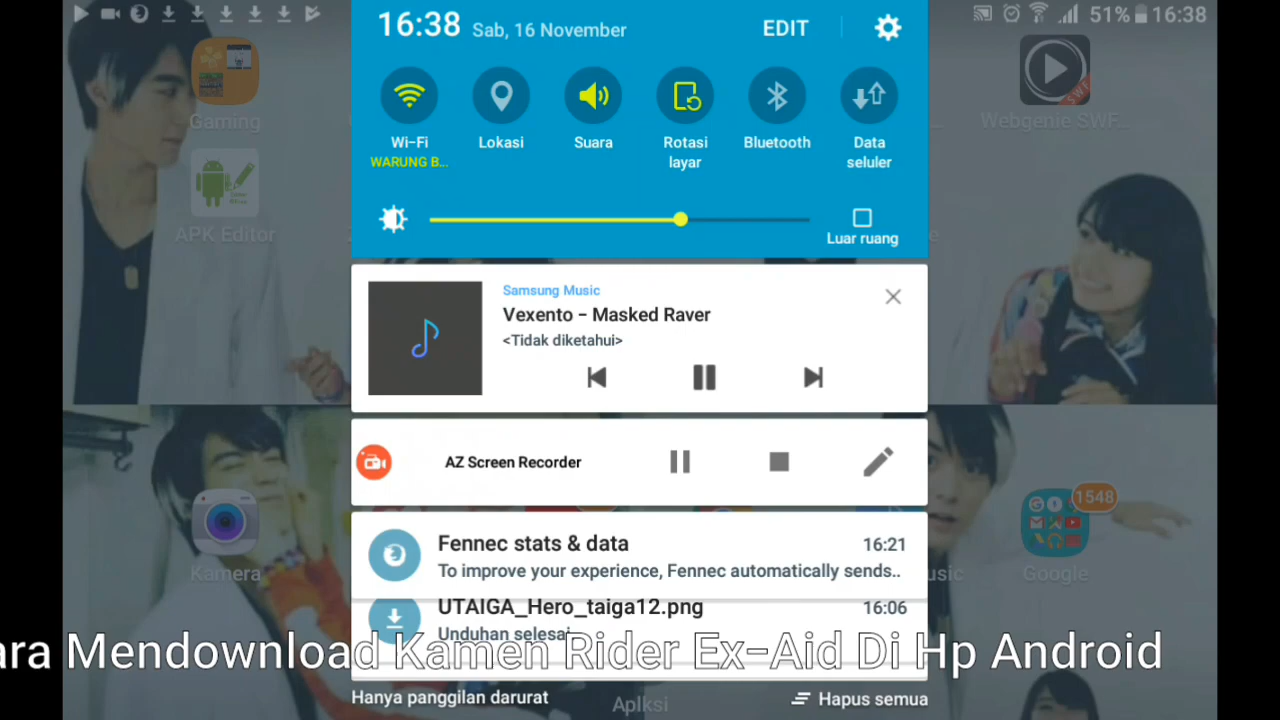 16:38 Sab, 16 November EDIT
51% 16:38
Gaming
Webgenie SWF...
SWF
Wi-Fi
WARUNG B...
Lokasi
Suara
Rotasi
layar
Bluetooth
Data
seluler
APK Editor
Luar ruang
Samsung Music
Vexento - Masked Raver
<Tidak diketahui>
AZ Screen Recorder
1548
Fennec stats & data 16:21
To improve your experience, Fennec automatically sends..
Kamera
Google
UTAIGA_Hero_taiga12.png 16:06
Unduhan selesai
ara Mendownload Kamen Rider Ex-Aid Di Hp Android
Hanya panggilan darurat
Aplksi
Hapus semua